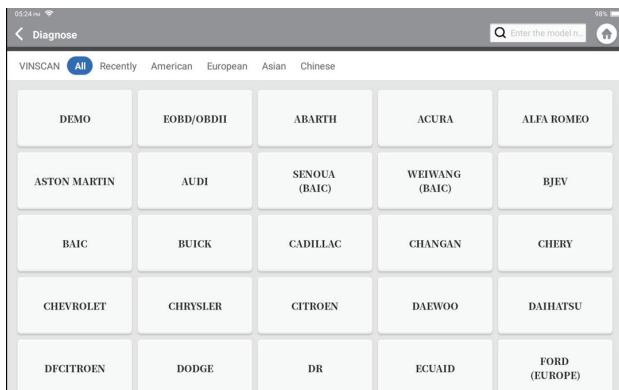 05:24 PM 98%
Diagnose Enter the model n...
VINSCAN All Recently American European Asian Chinese
DEMO EOBD/OBDII ABARTH ACURA ALFA ROMEO
ASTON MARTIN AUDI SENOUA (BAIC) WEIWANG (BAIC) BJEV
BAIC BUICK CADILLAC CHANGAN CHERY
CHEVROLET CHRYSLER CITROEN DAEWOO DAIHATSU
DFCITROEN DODGE DR ECUAID FORD (EUROPE)